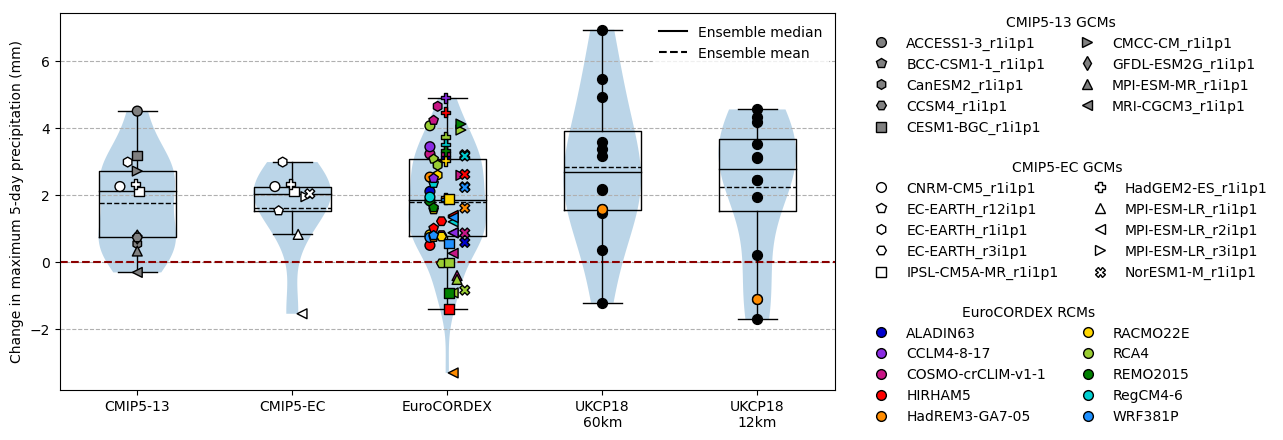 Change in maximum 5-day precipitation (mm)
6
4
2
0
−2
Ensemble median
Ensemble mean
CMIP5-13
CMIP5-EC
EuroCORDEX
UKCP18
60km
UKCP18
12km
CMIP5-13 GCMs
ACCESS1-3_r1i1p1
BCC-CSM1-1_r1i1p1
CanESM2_r1i1p1
CCSM4_r1i1p1
CESM1-BGC_r1i1p1
CMCC-CM_r1i1p1
GFDL-ESM2G_r1i1p1
MPI-ESM-MR_r1i1p1
MRI-CGCM3_r1i1p1
CMIP5-EC GCMs
CNRM-CM5_r1i1p1
EC-EARTH_r12i1p1
EC-EARTH_r1i1p1
EC-EARTH_r3i1p1
IPSL-CM5A-MR_r1i1p1
HadGEM2-ES_r1i1p1
MPI-ESM-LR_r1i1p1
MPI-ESM-LR_r2i1p1
MPI-ESM-LR_r3i1p1
NorESM1-M_r1i1p1
EuroCORDEX RCMs
ALADIN63
CCLM4-8-17
COSMO-crCLIM-v1-1
HIRHAM5
HadREM3-GA7-05
RACMO22E
RCA4
REMO2015
RegCM4-6
WRF381P